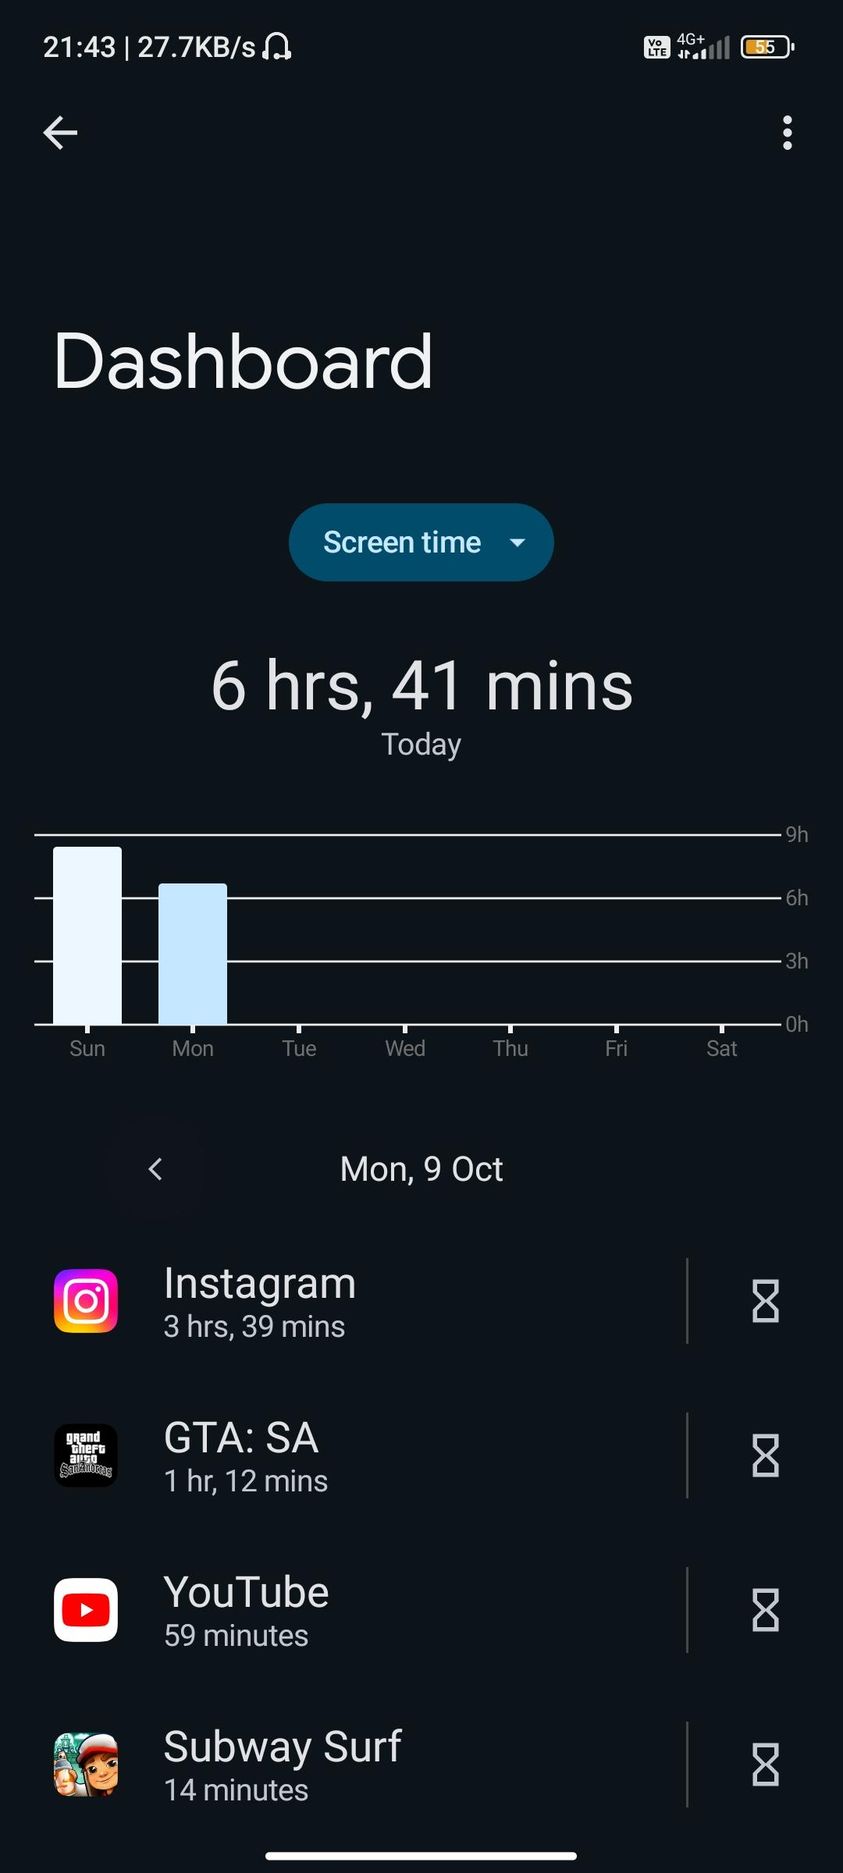 21:43 | 27.7KB/s
Vo LTE 4G+ 55
Dashboard
Screen time
6 hrs, 41 mins
Today
9h
6h
3h
0h
Sun Mon Tue Wed Thu Fri Sat
Mon, 9 Oct
Instagram
3 hrs, 39 mins
grand
theft
auto
San Andreas
GTA: SA
1 hr, 12 mins
YouTube
59 minutes
Subway Surf
14 minutes